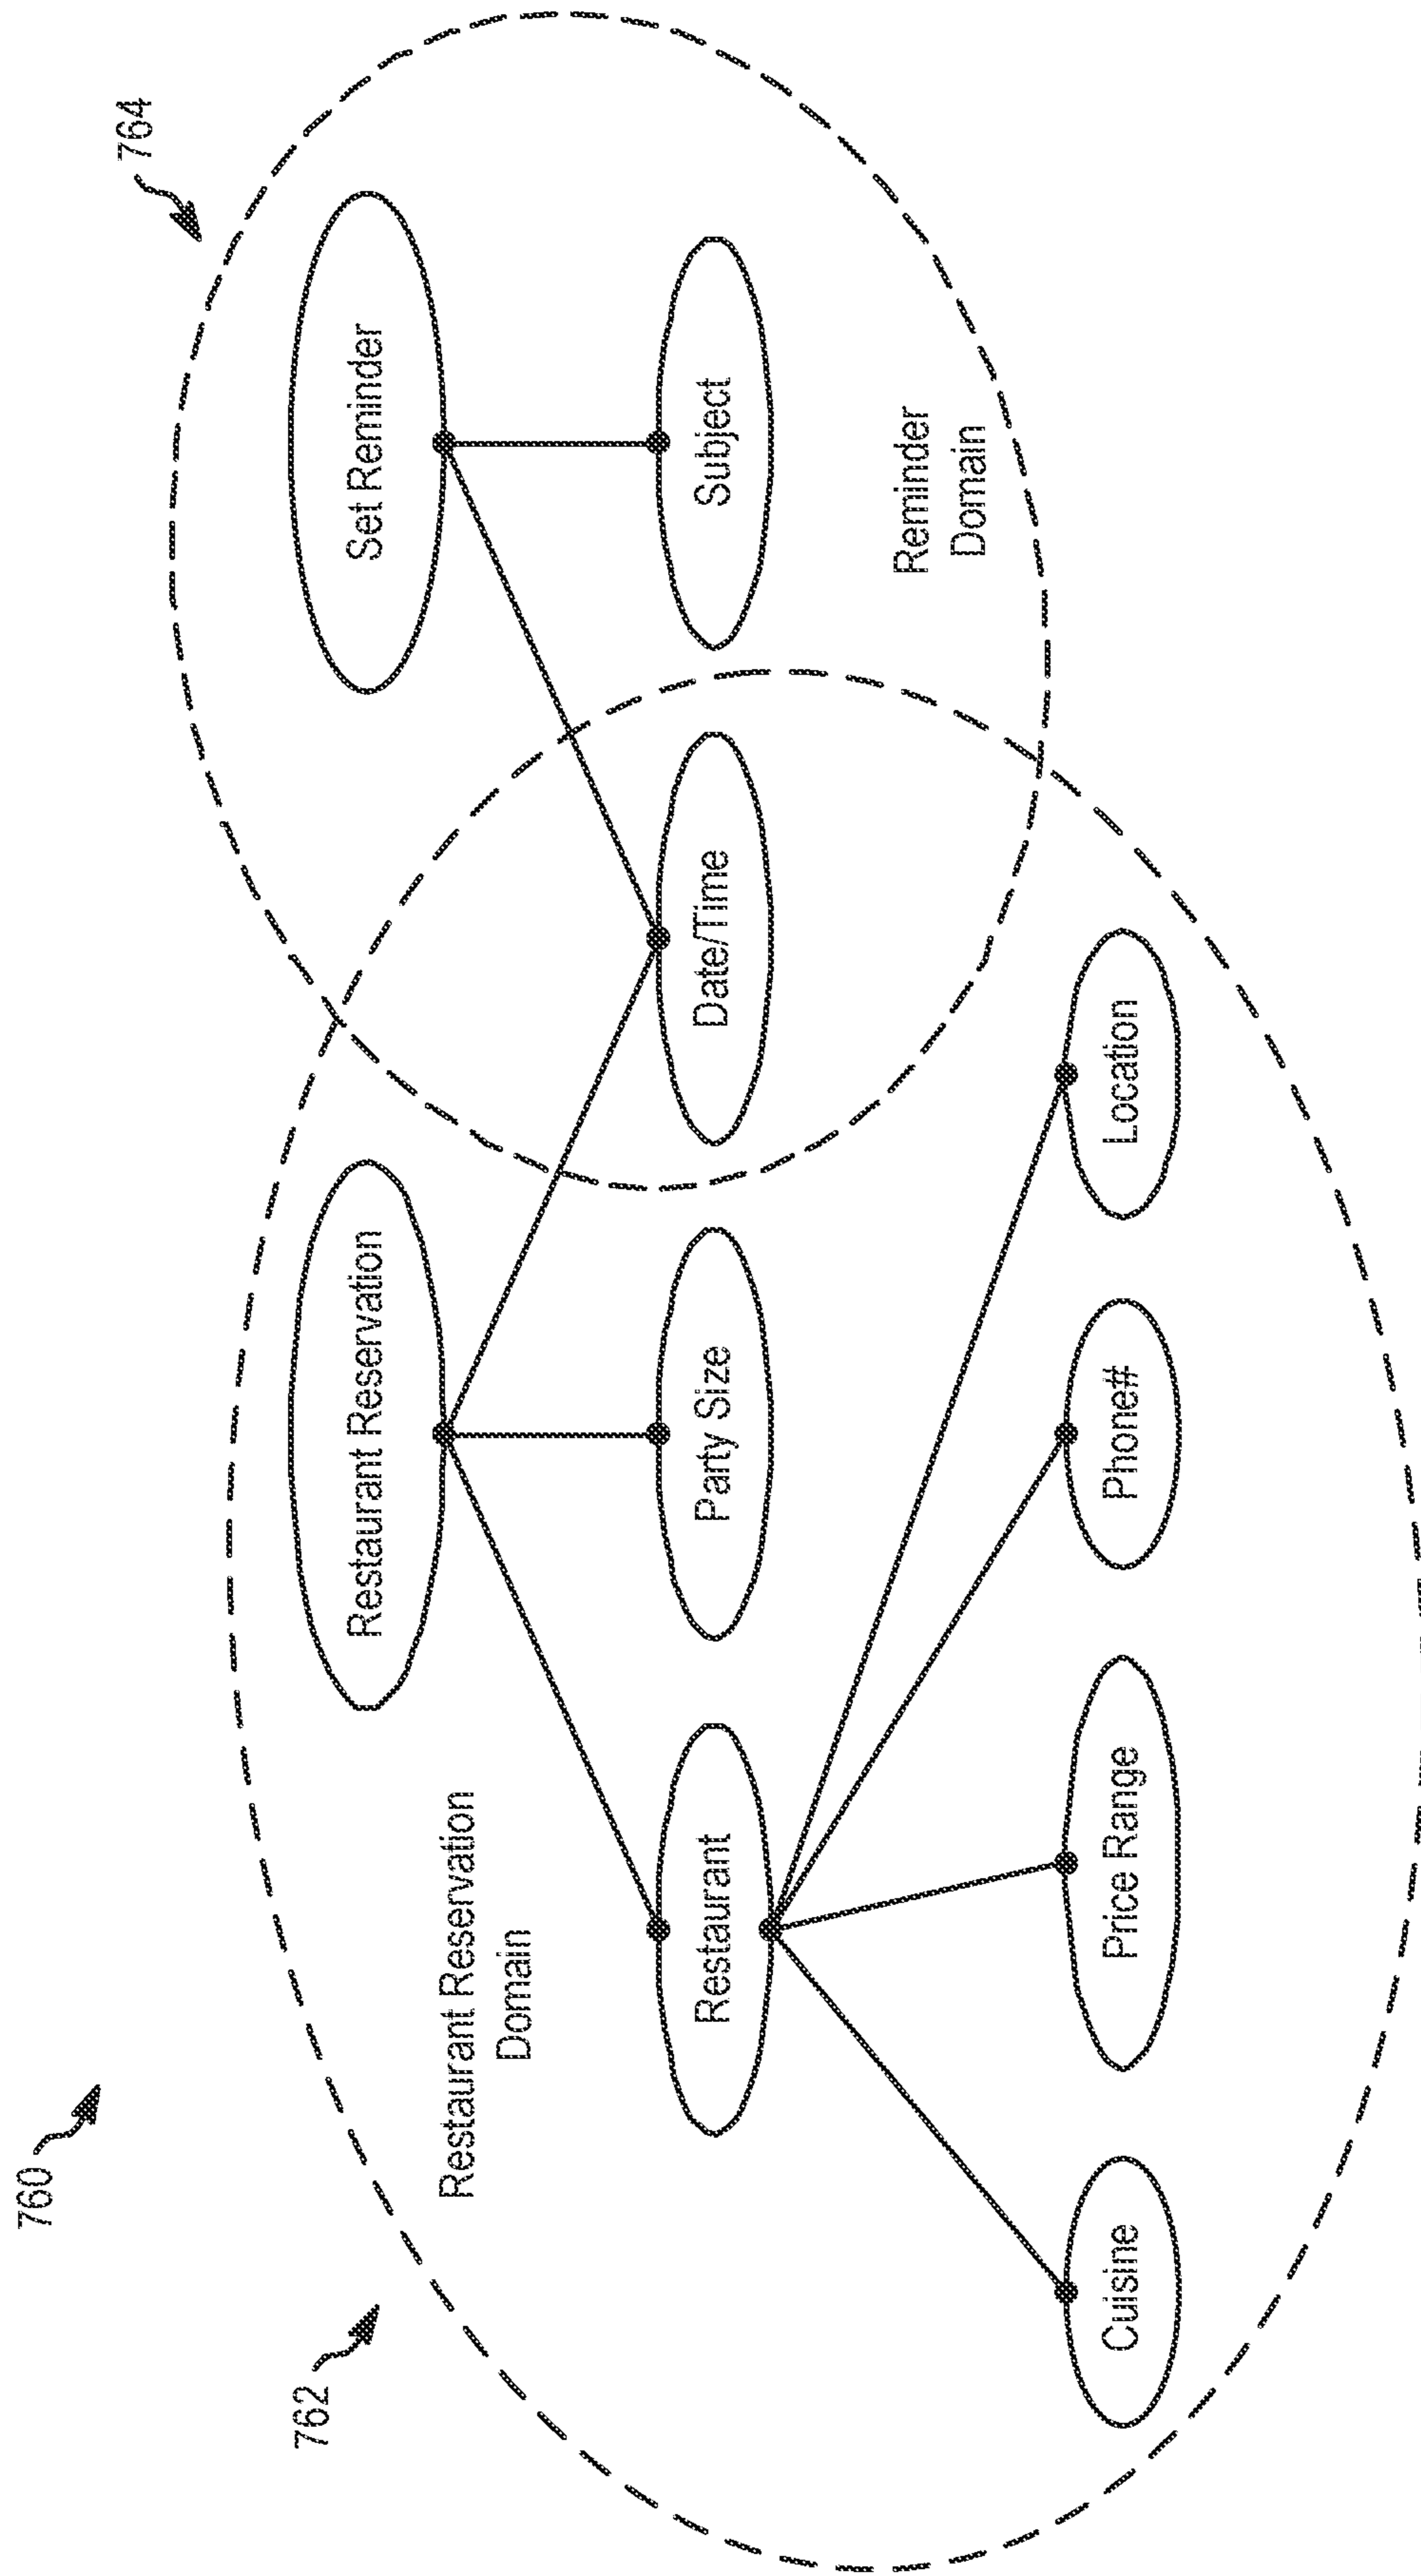 760
762
764
Restaurant Reservation
Set Reminder
Restaurant Reservation
Domain
Restaurant
Party Size
Date/Time
Subject
Reminder
Domain
Cuisine
Price Range
Phone#
Location